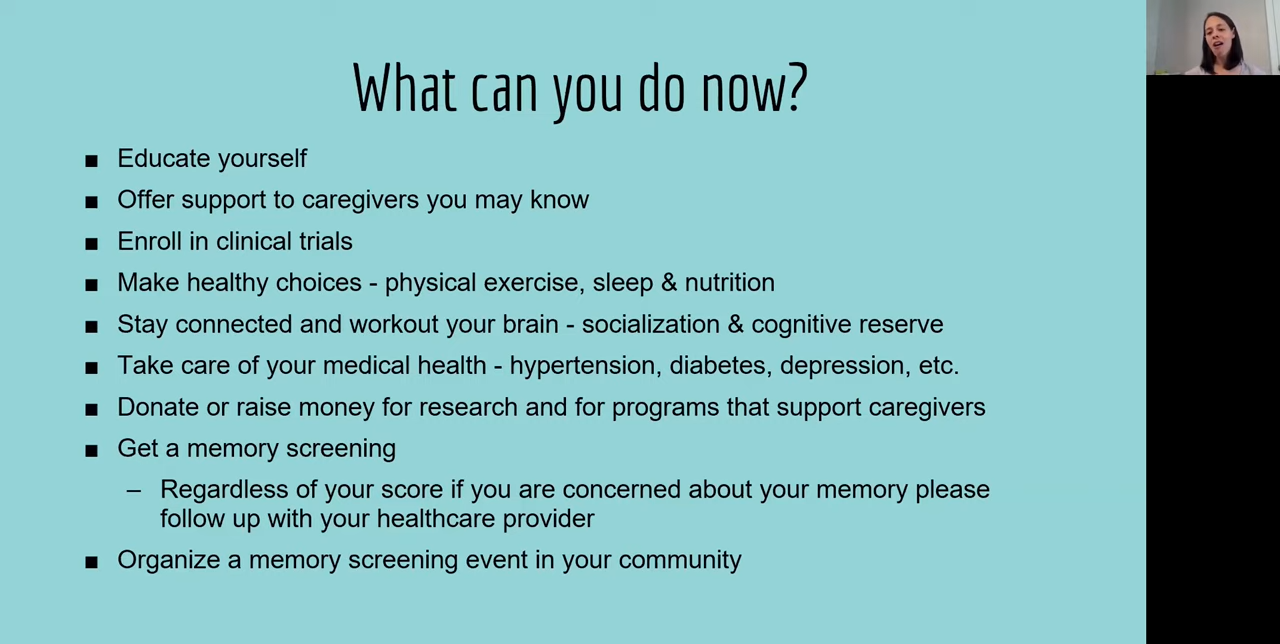 What can you do now?
■ Educate yourself
■ Offer support to caregivers you may know
■ Enroll in clinical trials
■ Make healthy choices - physical exercise, sleep & nutrition
■ Stay connected and workout your brain - socialization & cognitive reserve
■ Take care of your medical health - hypertension, diabetes, depression, etc.
■ Donate or raise money for research and for programs that support caregivers
■ Get a memory screening
– Regardless of your score if you are concerned about your memory please
follow up with your healthcare provider
■ Organize a memory screening event in your community